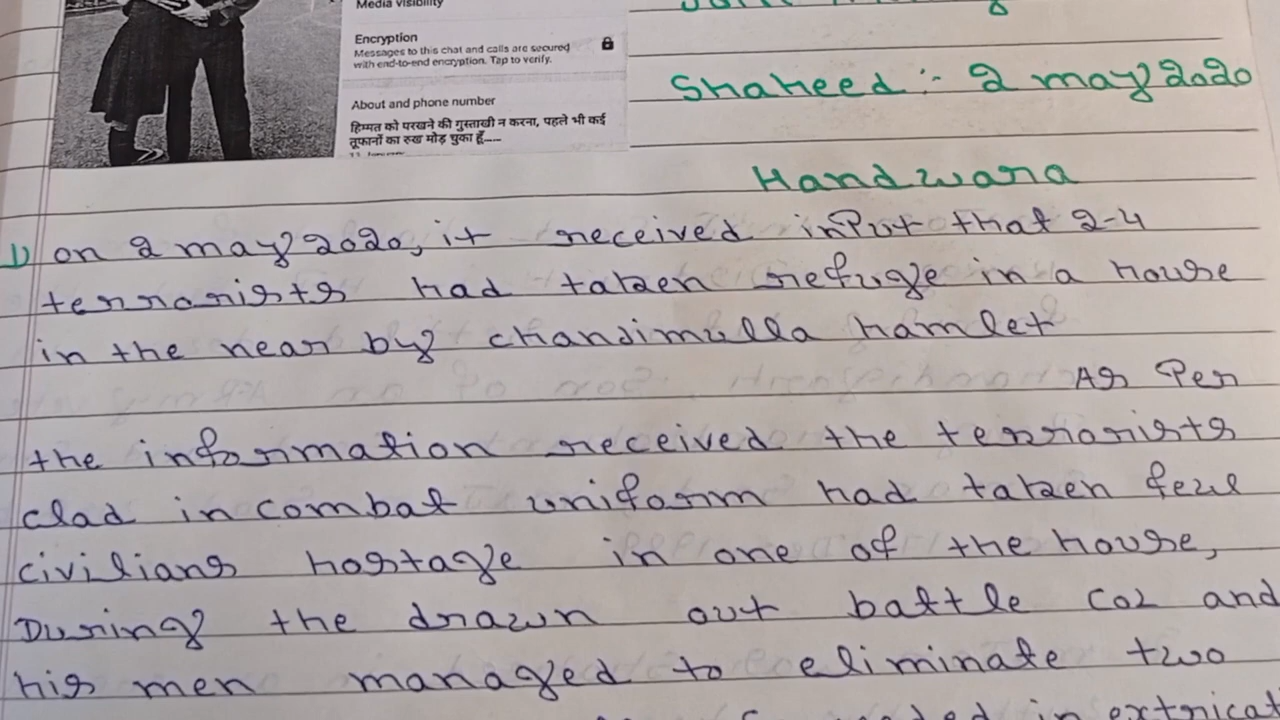 Media visibility
Encryption
Messages to this chat and calls are secured
with end-to-end encryption. Tap to verify.
About and phone number
हिम्मत को परखने की गुस्ताखी न करना, पहले भी कई
तूफानों का रुख मोड़ चुका हूँ.....
Shaheed :- 2 may 2020
Handwara
1) on 2 may 2020, it received input that 2-4
terrorists had taken refuge in a house
in the near by chanjimulla hamlet
As Per
the information received the terrorists
clad in combat uniform had taken few
civilians hostage in one of the house,
During the drawn out battle Col and
his men managed to eliminate two
in extricat